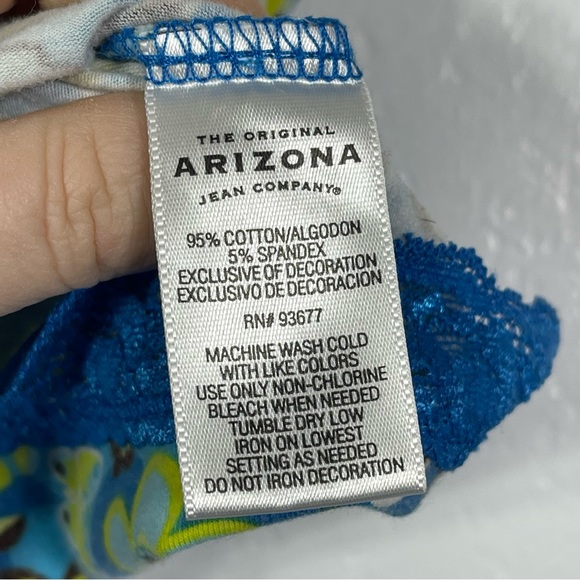 THE ORIGINAL
ARIZONA
JEAN COMPANY®
95% COTTON/ALGODON
5% SPANDEX
EXCLUSIVE OF DECORATION
EXCLUSIVO DE DECORACION
RN# 93677
MACHINE WASH COLD
WITH LIKE COLORS
USE ONLY NON-CHLORINE
BLEACH WHEN NEEDED
TUMBLE DRY LOW
IRON ON LOWEST
SETTING AS NEEDED
DO NOT IRON DECORATION